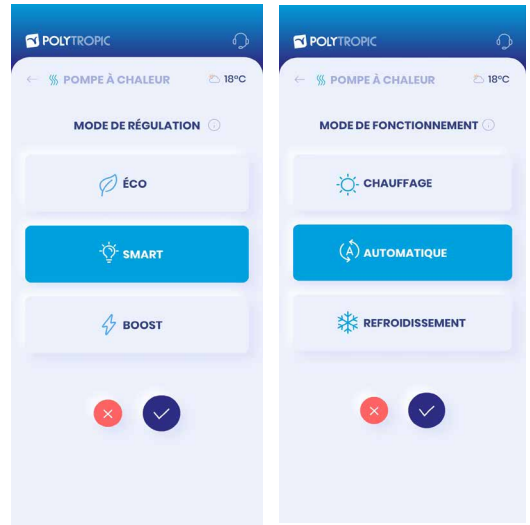 POLYTROPIC
POMPE À CHALEUR 18°C
MODE DE RÉGULATION
ÉCO
SMART
BOOST
POLYTROPIC
POMPE À CHALEUR 18°C
MODE DE FONCTIONNEMENT
CHAUFFAGE
A AUTOMATIQUE
REFROIDISSEMENT